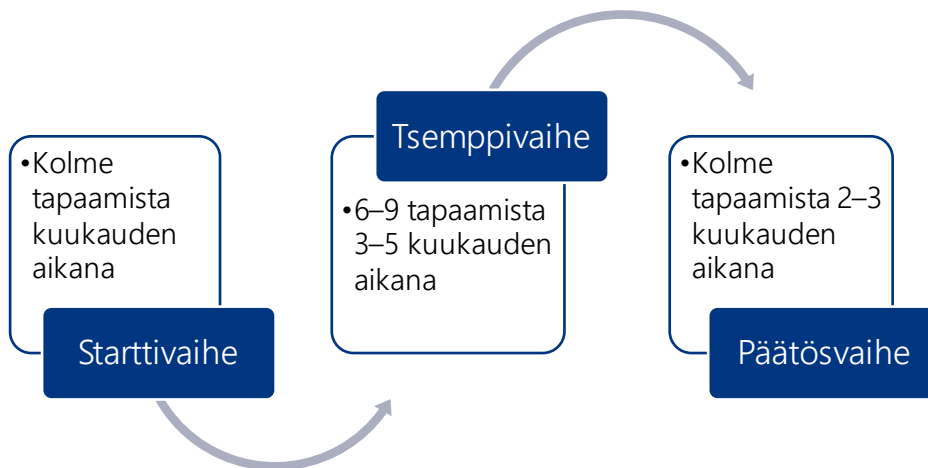 •Kolme
tapaamista
kuukauden
aikana
Starttivaihe
Tsemppivaihe
•6–9 tapaamista
3–5 kuukauden
aikana
•Kolme
tapaamista 2–3
kuukauden
aikana
Päätösvaihe